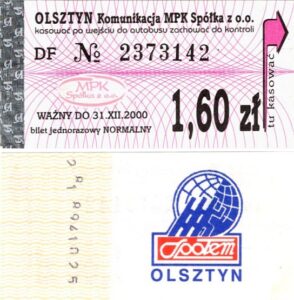 OLSZTYN Komunikacja MPK Spółka z o.o.
kasować po wejściu do autobusu zachować do kontroli
DF № 2373142
MPK
Spółka z o.o.
WAŻNY DO 31.XII.2000
bilet jednorazowy NORMALNY
1,60 zł
tu kasować
Społem
OLSZTYN